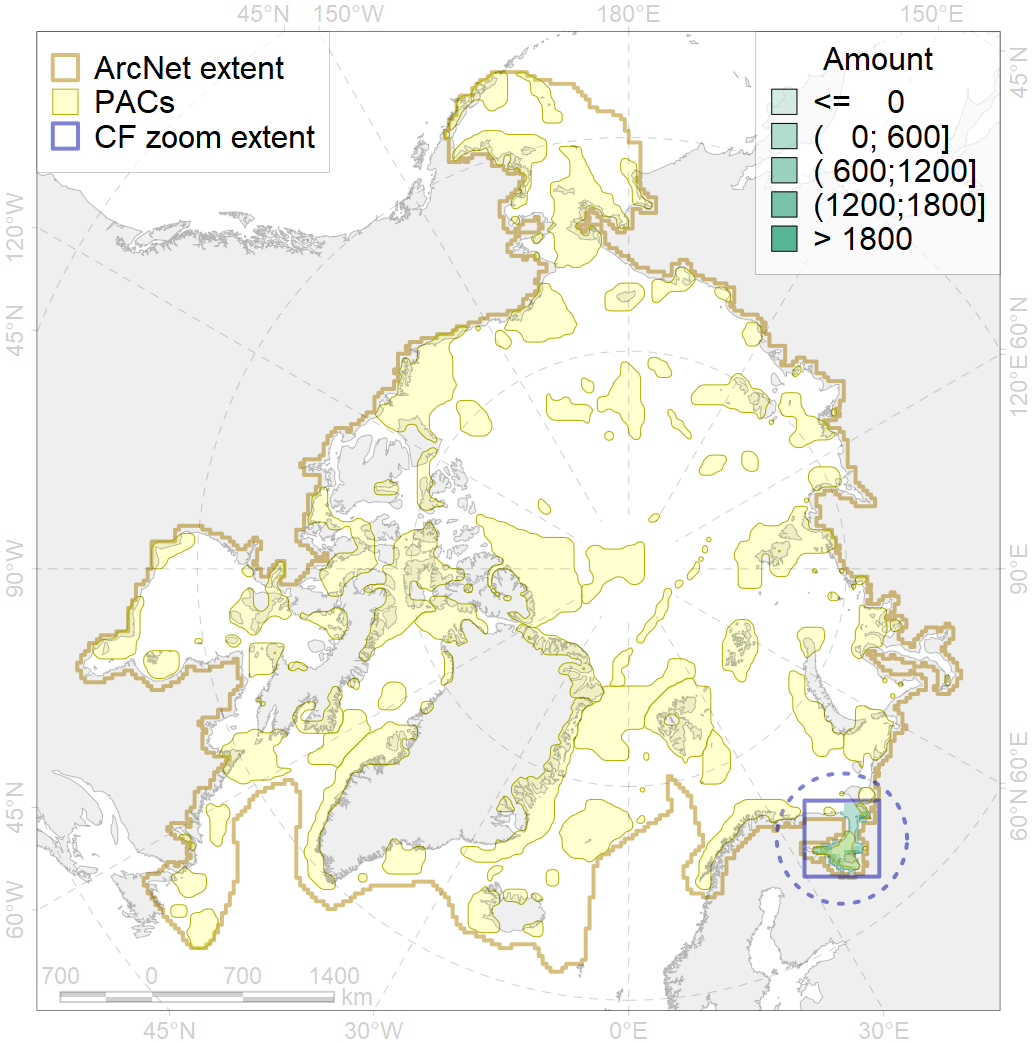 45°N 150°W 180°E 150°E
ArcNet extent
PACs
CF zoom extent
Amount
<= 0
( 0; 600]
( 600;1200]
(1200;1800]
> 1800
45°N
120°W
60°N
45°N
120°E
90°W
90°E
60°E
45°N
60°N
60°W
700 0 700 1400
km
45°N 30°W 0°E 30°E